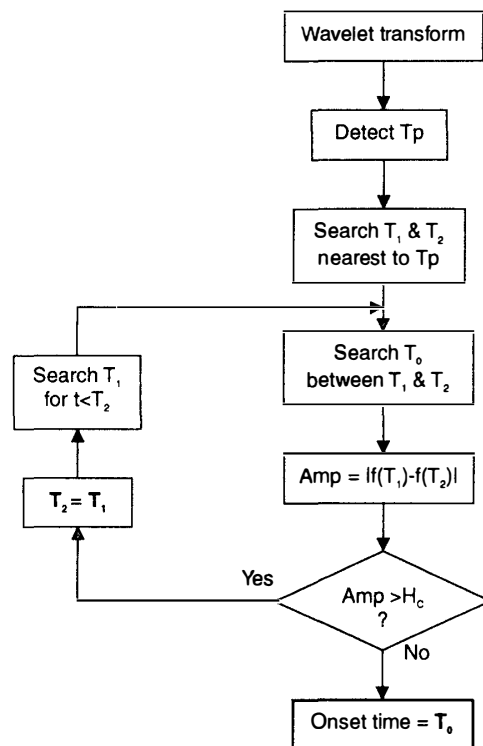 Wavelet transform
Detect Tp
Search T₁ & T₂
nearest to Tp
Search T₀
between T₁ & T₂
Amp = |f(T₁)-f(T₂)|
Amp >H_c
?
Yes
No
T₂ = T₁
Search T₁
for t<T₂
Onset time = T₀